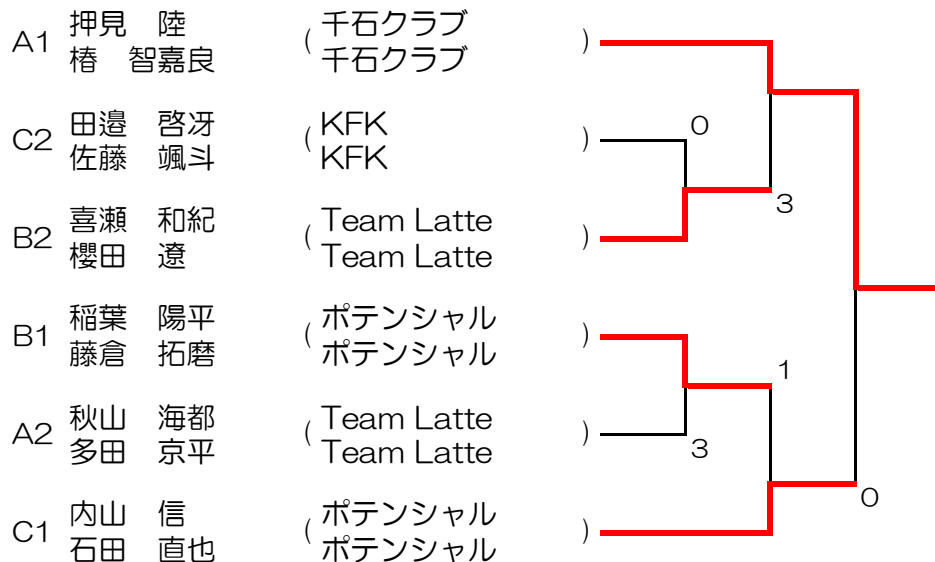 A1 押見 陸 ( 千石クラブ )
椿 智嘉良 千石クラブ
C2 田邉 啓冴 ( KFK ) 0
佐藤 颯斗 KFK
3
B2 喜瀬 和紀 ( Team Latte )
櫻田 遼 Team Latte
B1 稲葉 陽平 ( ポテンシャル )
藤倉 拓磨 ポテンシャル
1
A2 秋山 海都 ( Team Latte )
多田 京平 Team Latte 3
0
C1 内山 信 ( ポテンシャル )
石田 直也 ポテンシャル